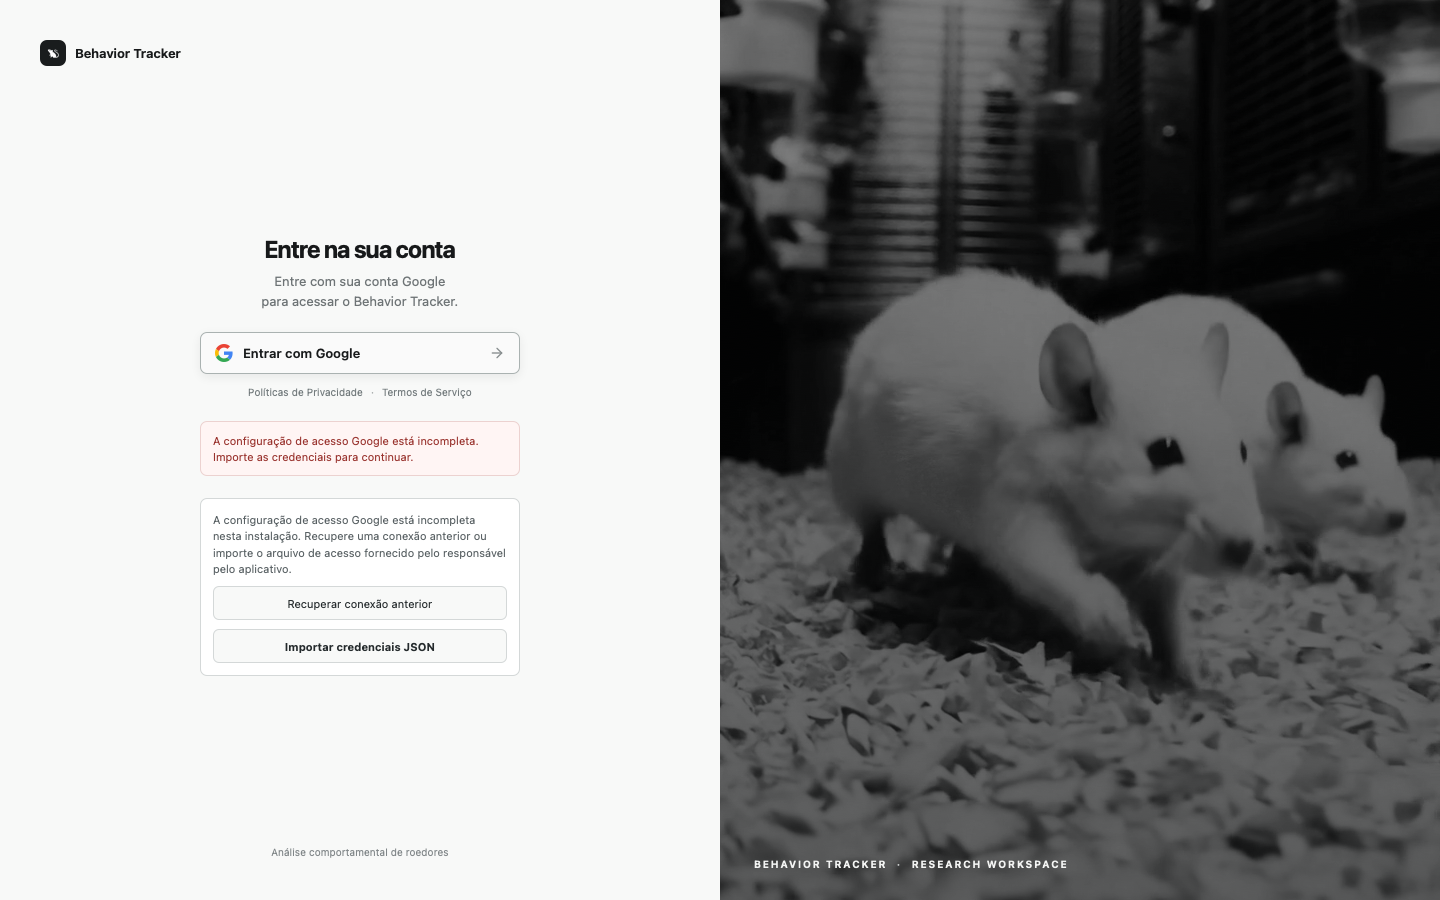 Behavior Tracker
Entre na sua conta
Entre com sua conta Google
para acessar o Behavior Tracker.
Entrar com Google
Políticas de Privacidade · Termos de Serviço
A configuração de acesso Google está incompleta.
Importe as credenciais para continuar.
A configuração de acesso Google está incompleta
nesta instalação. Recupere uma conexão anterior ou
importe o arquivo de acesso fornecido pelo responsável
pelo aplicativo.
Recuperar conexão anterior
Importar credenciais JSON
Análise comportamental de roedores
BEHAVIOR TRACKER · RESEARCH WORKSPACE